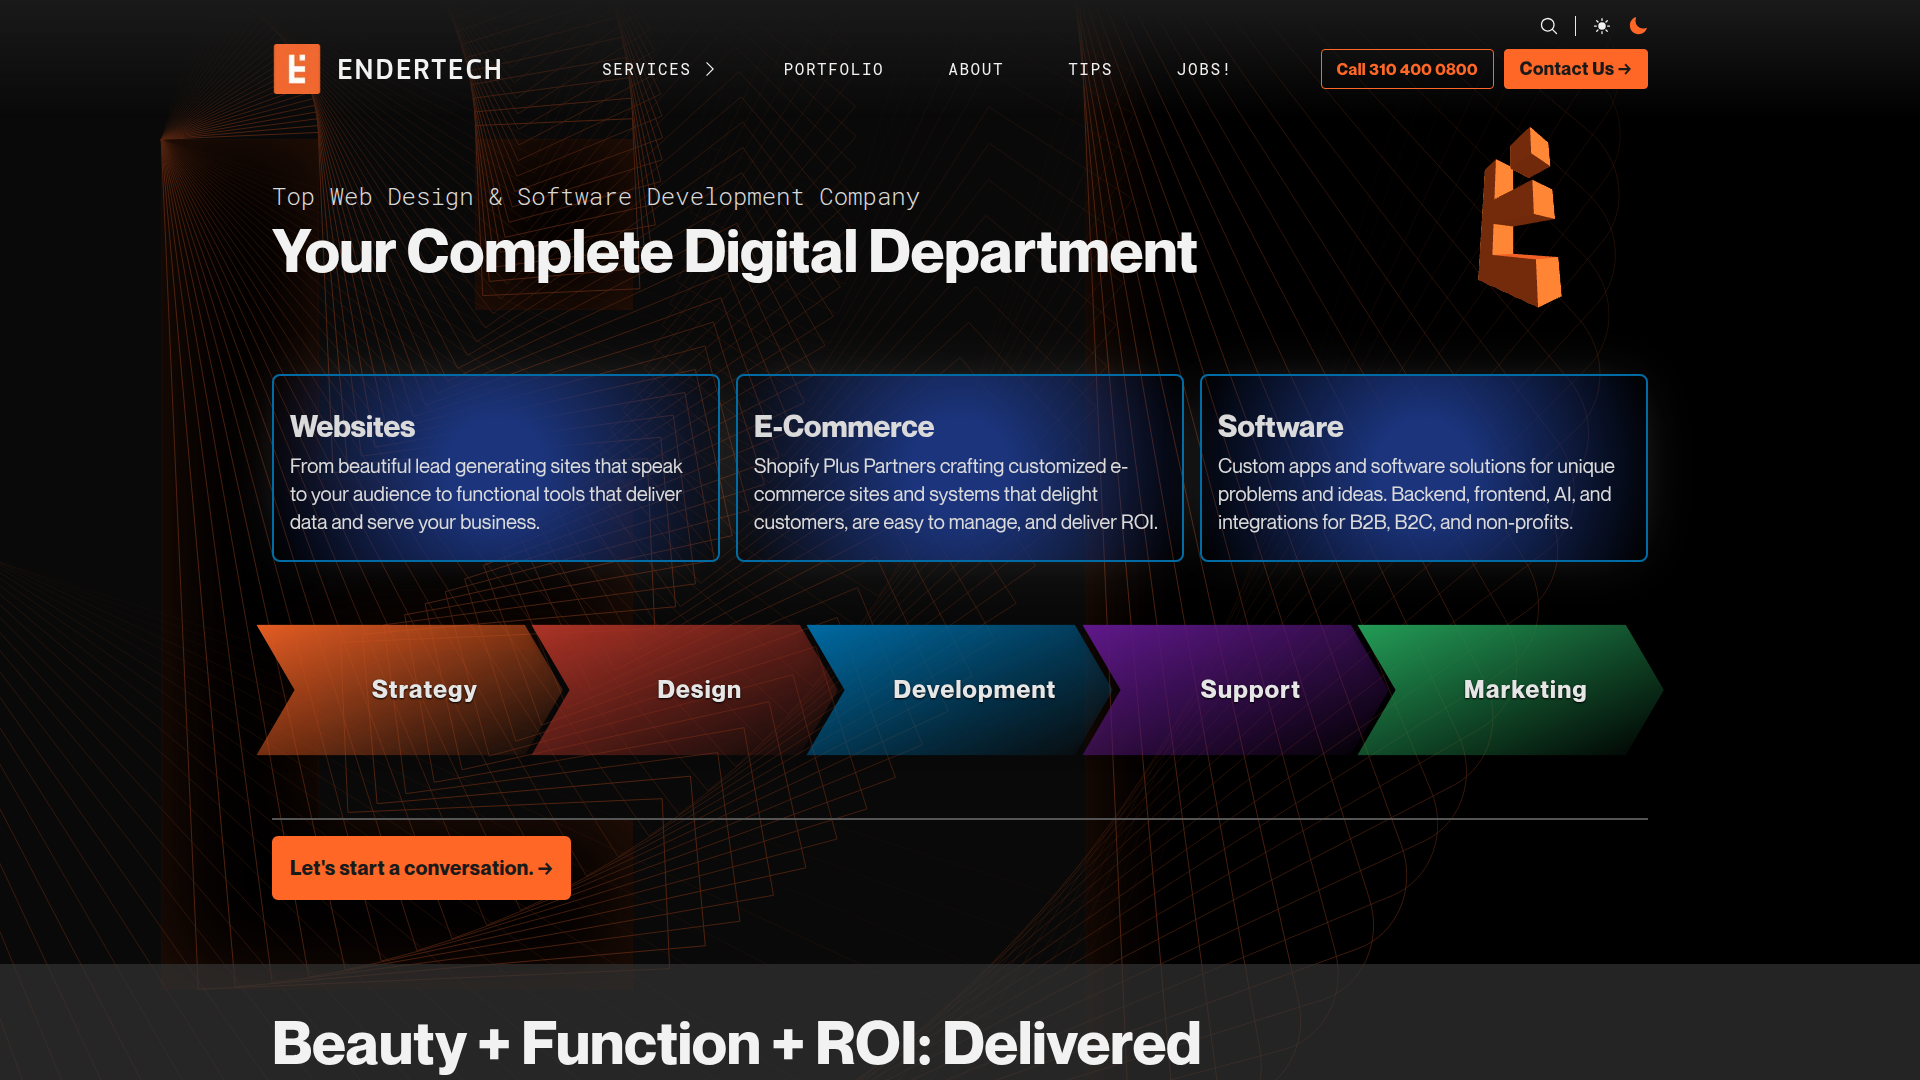 ENDERTECH
SERVICES
PORTFOLIO
ABOUT
TIPS
JOBS!
Call 310 400 0800
Contact Us →
Top Web Design & Software Development Company
Your Complete Digital Department
Websites
From beautiful lead generating sites that speak
to your audience to functional tools that deliver
data and serve your business.
E-Commerce
Shopify Plus Partners crafting customized e-
commerce sites and systems that delight
customers, are easy to manage, and deliver ROI.
Software
Custom apps and software solutions for unique
problems and ideas. Backend, frontend, AI, and
integrations for B2B, B2C, and non-profits.
Strategy
Design
Development
Support
Marketing
Let's start a conversation. →
Beauty + Function + ROI: Delivered